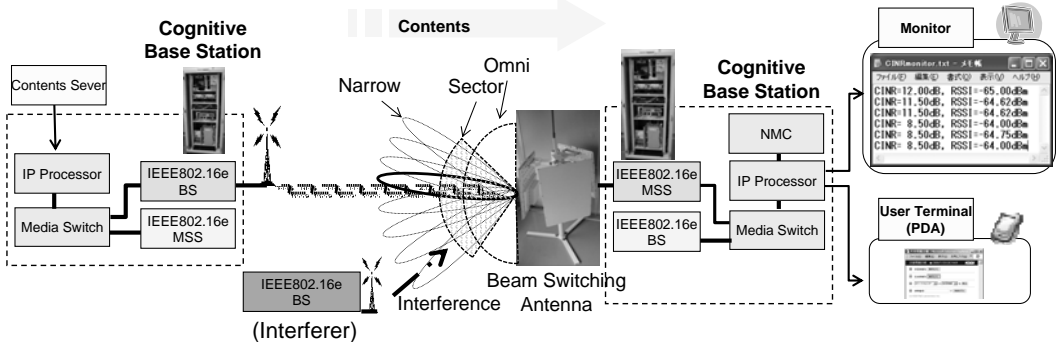 Contents
Cognitive
Base Station
Contents Sever
IP Processor
Media Switch
IEEE802.16e
BS
IEEE802.16e
MSS
Narrow
Sector
Omni
IEEE802.16e
BS
(Interferer)
Interference
Beam Switching
Antenna
Cognitive
Base Station
NMC
IEEE802.16e
MSS
IP Processor
IEEE802.16e
BS
Media Switch
Monitor
CINRmonitor.txt - メモ帳
ファイル(F) 編集(E) 書式(O) 表示(V) ヘルプ(H)
CINR=12.00dB, RSSI=-65.00dBm
CINR=11.50dB, RSSI=-64.62dBm
CINR=11.50dB, RSSI=-64.62dBm
CINR= 8.50dB, RSSI=-64.00dBm
CINR= 8.50dB, RSSI=-64.75dBm
CINR= 8.50dB, RSSI=-64.00dBm
User Terminal
(PDA)